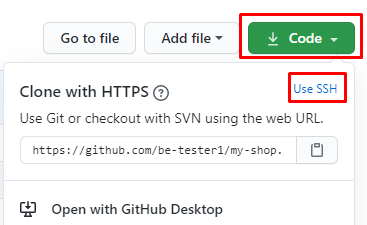 Go to file
Add file
Code
Clone with HTTPS
Use SSH
Use Git or checkout with SVN using the web URL.
https://github.com/be-tester1/my-shop.
Open with GitHub Desktop